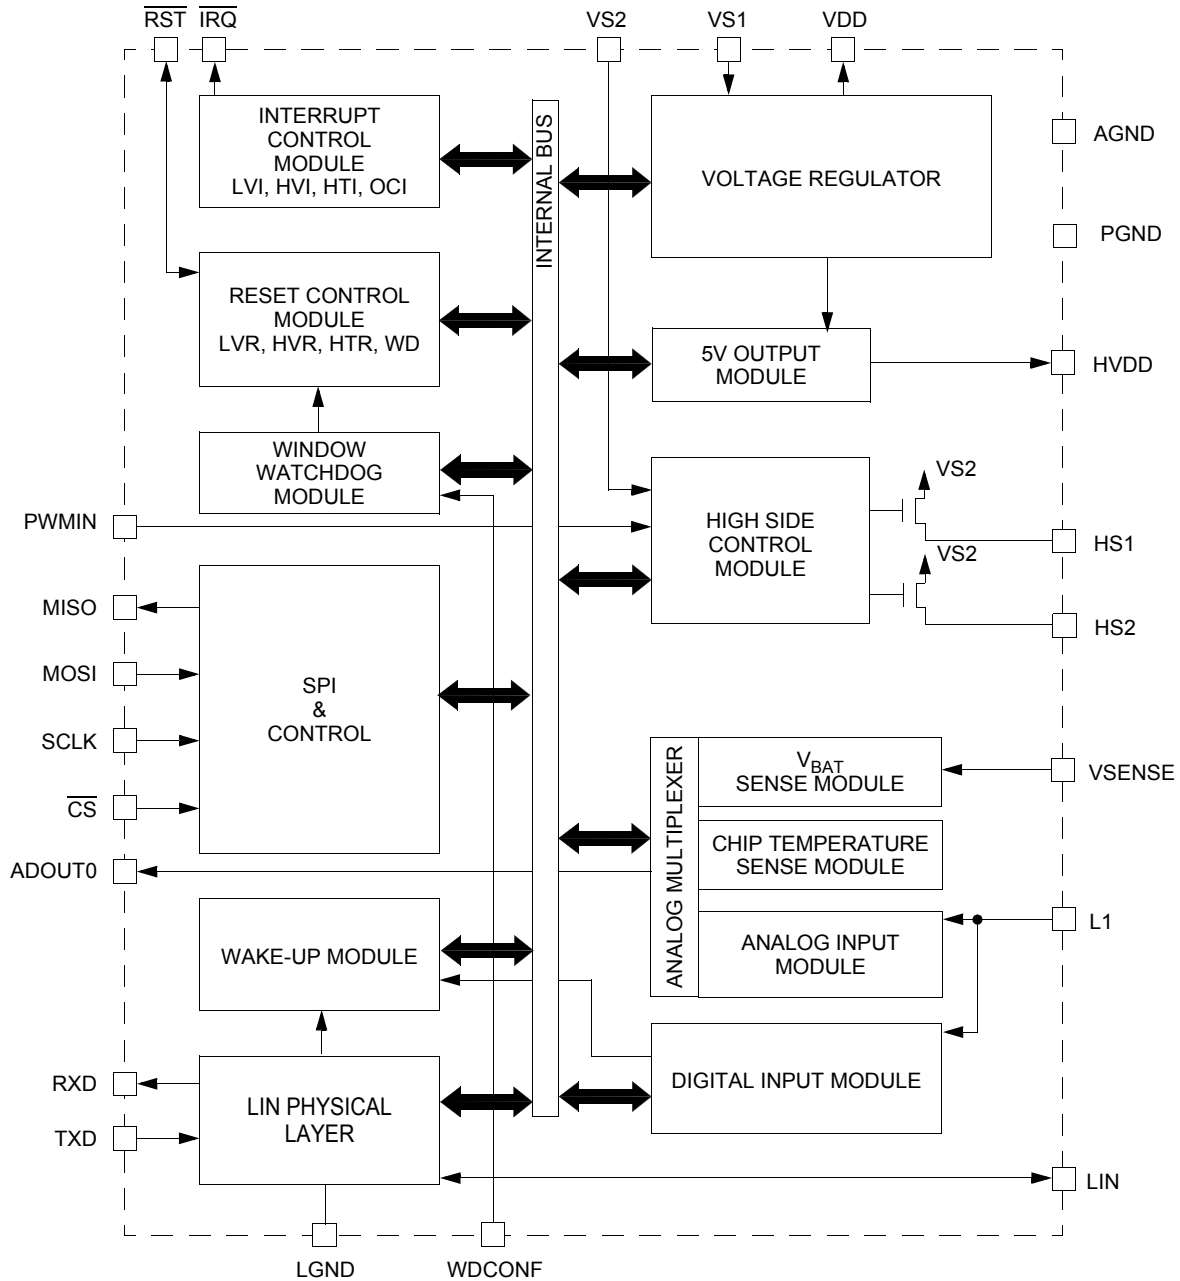 RST IRQ VS2 VS1 VDD
INTERRUPT
CONTROL
MODULE
LVI, HVI, HTI, OCI
INTERNAL BUS
VOLTAGE REGULATOR
AGND
PGND
RESET CONTROL
MODULE
LVR, HVR, HTR, WD
5V OUTPUT
MODULE
HVDD
WINDOW
WATCHDOG
MODULE
PWMIN
HIGH SIDE
CONTROL
MODULE
VS2
HS1
VS2
HS2
MISO
MOSI
SCLK
CS
SPI
&
CONTROL
ANALOG MULTIPLEXER
VBAT
SENSE MODULE
VSENSE
CHIP TEMPERATURE
SENSE MODULE
ADOUT0
ANALOG INPUT
MODULE
L1
WAKE-UP MODULE
DIGITAL INPUT MODULE
RXD
TXD
LIN PHYSICAL
LAYER
LIN
LGND
WDCONF